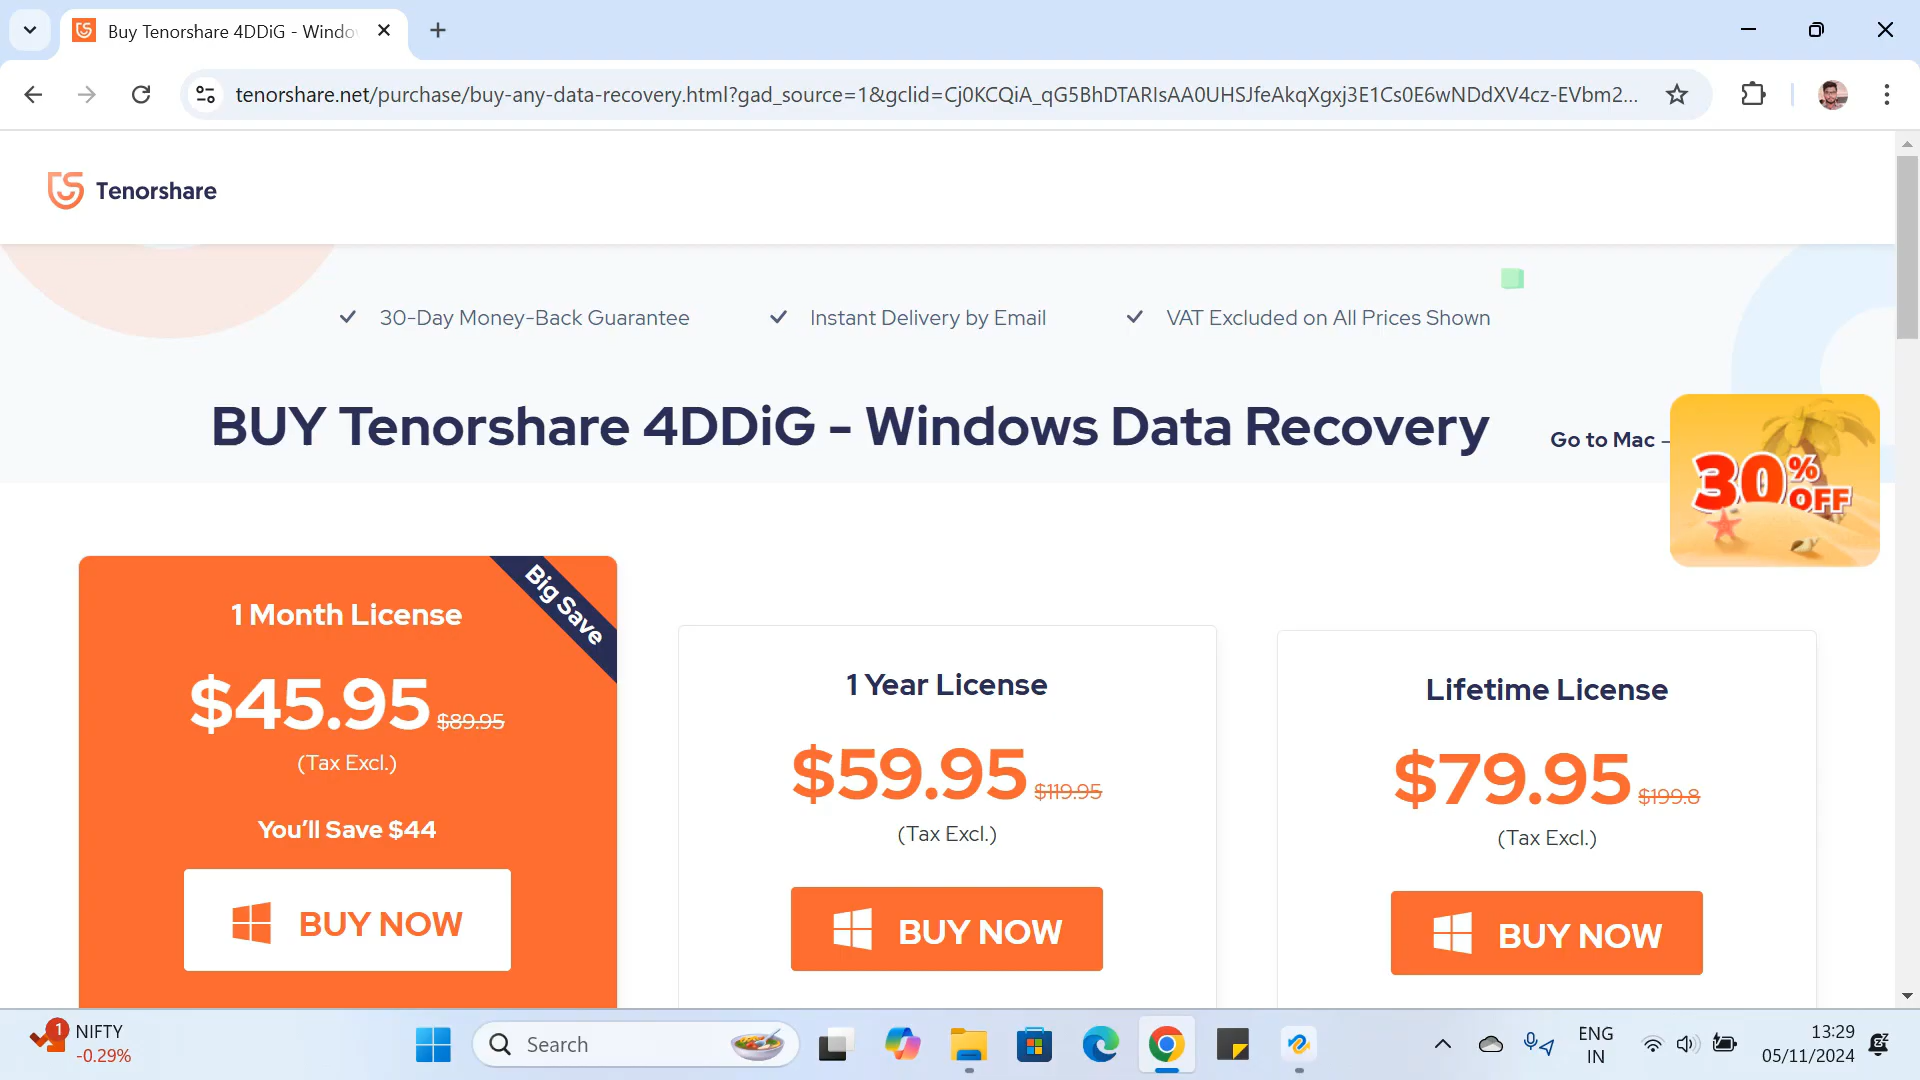 Buy Tenorshare 4DDiG - Windo
tenorshare.net/purchase/buy-any-data-recovery.html?gad_source=1&gclid=Cj0KCQiA_qG5BhDTARIsAA0UHSJfeAkqXgxj3E1Cs0E6wNDdXV4cz-EVbm2...
Tenorshare
30-Day Money-Back Guarantee
Instant Delivery by Email
VAT Excluded on All Prices Shown
BUY Tenorshare 4DDiG - Windows Data Recovery
Go to Mac
30% OFF
Big Save
1 Month License
$45.95 $89.95
(Tax Excl.)
You'll Save $44
BUY NOW
1 Year License
$59.95 $119.95
(Tax Excl.)
BUY NOW
Lifetime License
$79.95 $199.8
(Tax Excl.)
BUY NOW
1
NIFTY
-0.29%
Search
ENG
IN
13:29
05/11/2024